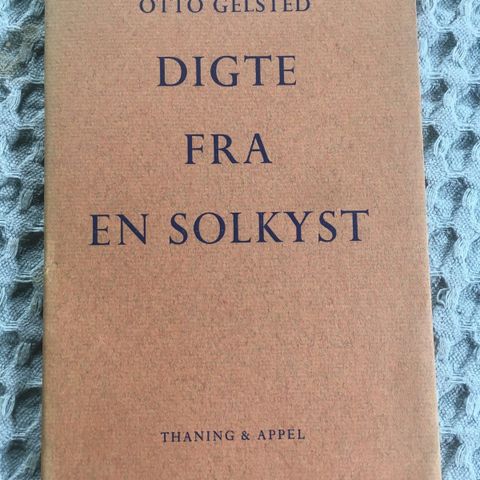 OTTO GELSTED
DIGTE
FRA
EN SOLKYST
THANING & APPEL